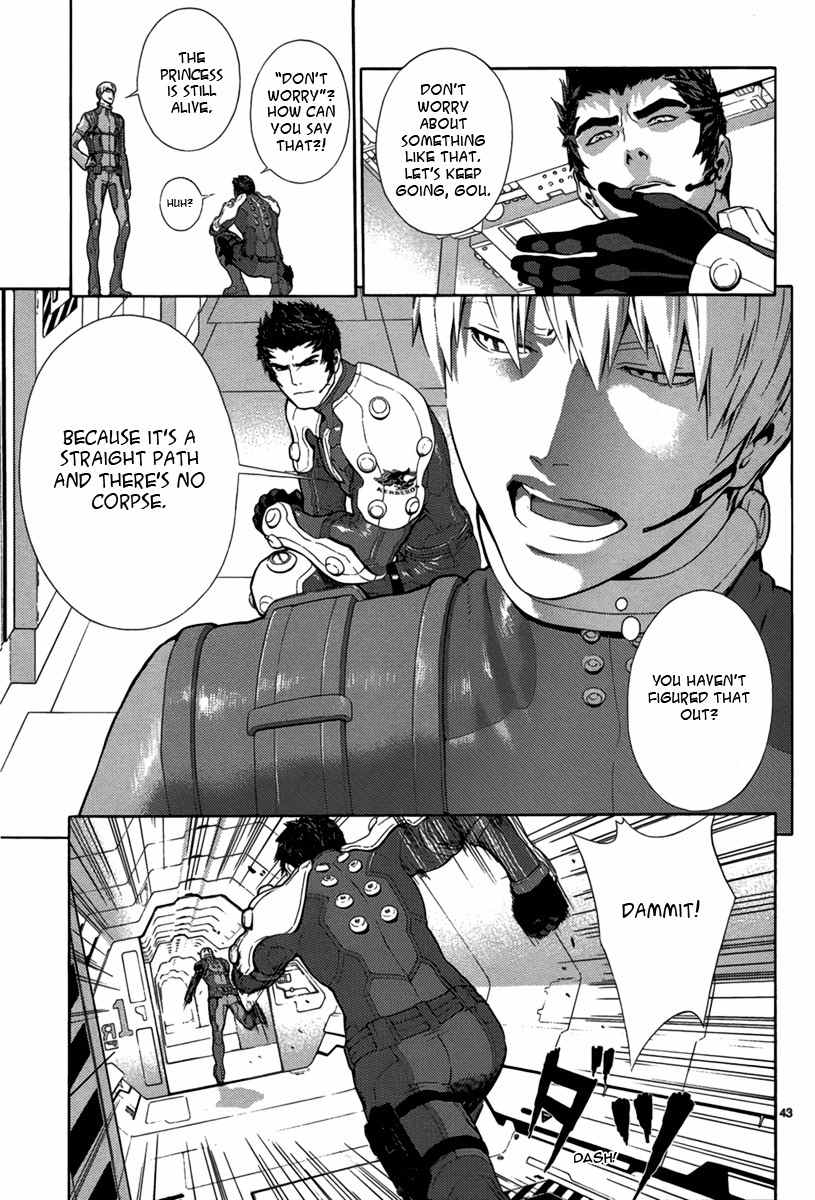 DON'T
WORRY
ABOUT
SOMETHING
LIKE THAT.
LET'S KEEP
GOING, GOU.
"DON'T
WORRY"?
HOW CAN
YOU SAY
THAT?!
THE
PRINCESS
IS STILL
ALIVE.
HUH?
BECAUSE IT'S A
STRAIGHT PATH
AND THERE'S NO
CORPSE.
YOU HAVEN'T
FIGURED THAT
OUT?
DAMMIT!
1
DASH!
43